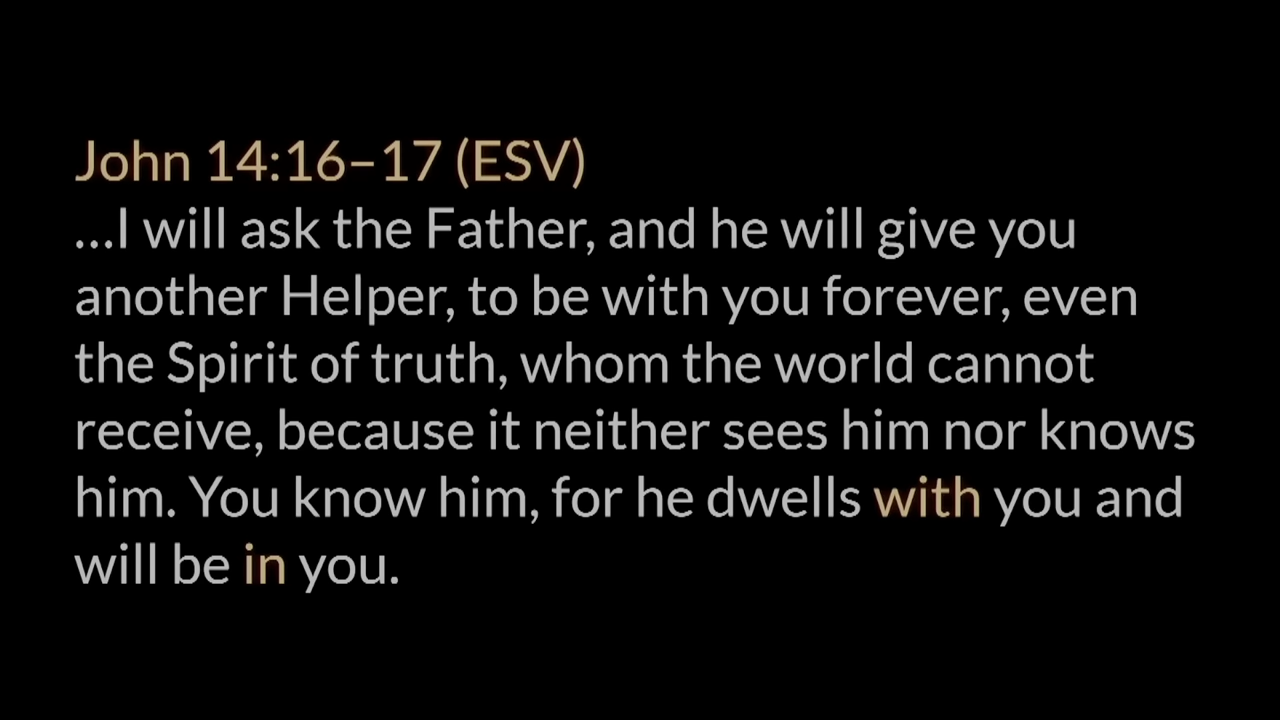 John 14:16–17 (ESV)
...I will ask the Father, and he will give you
another Helper, to be with you forever, even
the Spirit of truth, whom the world cannot
receive, because it neither sees him nor knows
him. You know him, for he dwells with you and
will be in you.